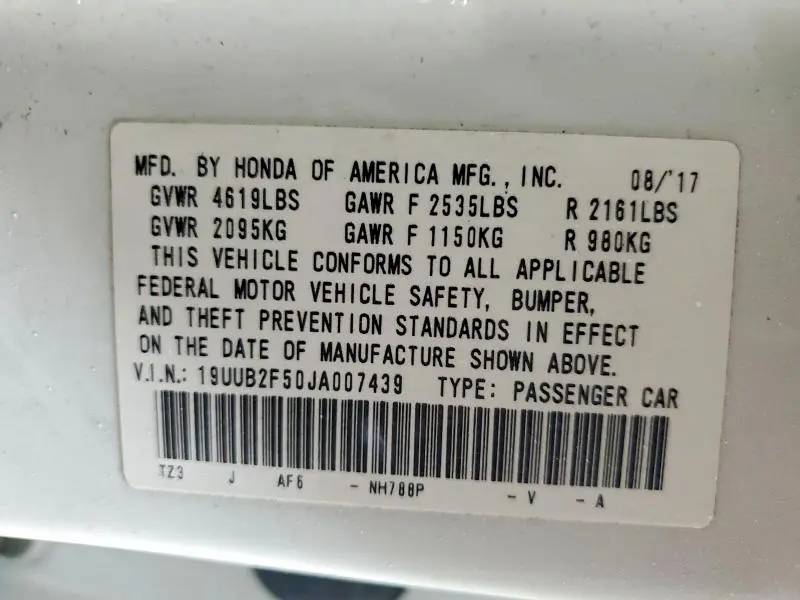 MFD. BY HONDA OF AMERICA MFG., INC. 08/'17
GVWR 4619LBS GAWR F 2535LBS R 2161LBS
GVWR 2095KG GAWR F 1150KG R 980KG
THIS VEHICLE CONFORMS TO ALL APPLICABLE
FEDERAL MOTOR VEHICLE SAFETY, BUMPER,
AND THEFT PREVENTION STANDARDS IN EFFECT
ON THE DATE OF MANUFACTURE SHOWN ABOVE.
V.I.N.: 19UUB2F50JA007439 TYPE: PASSENGER CAR
TZ3 J AF6 - NH788P - V - A